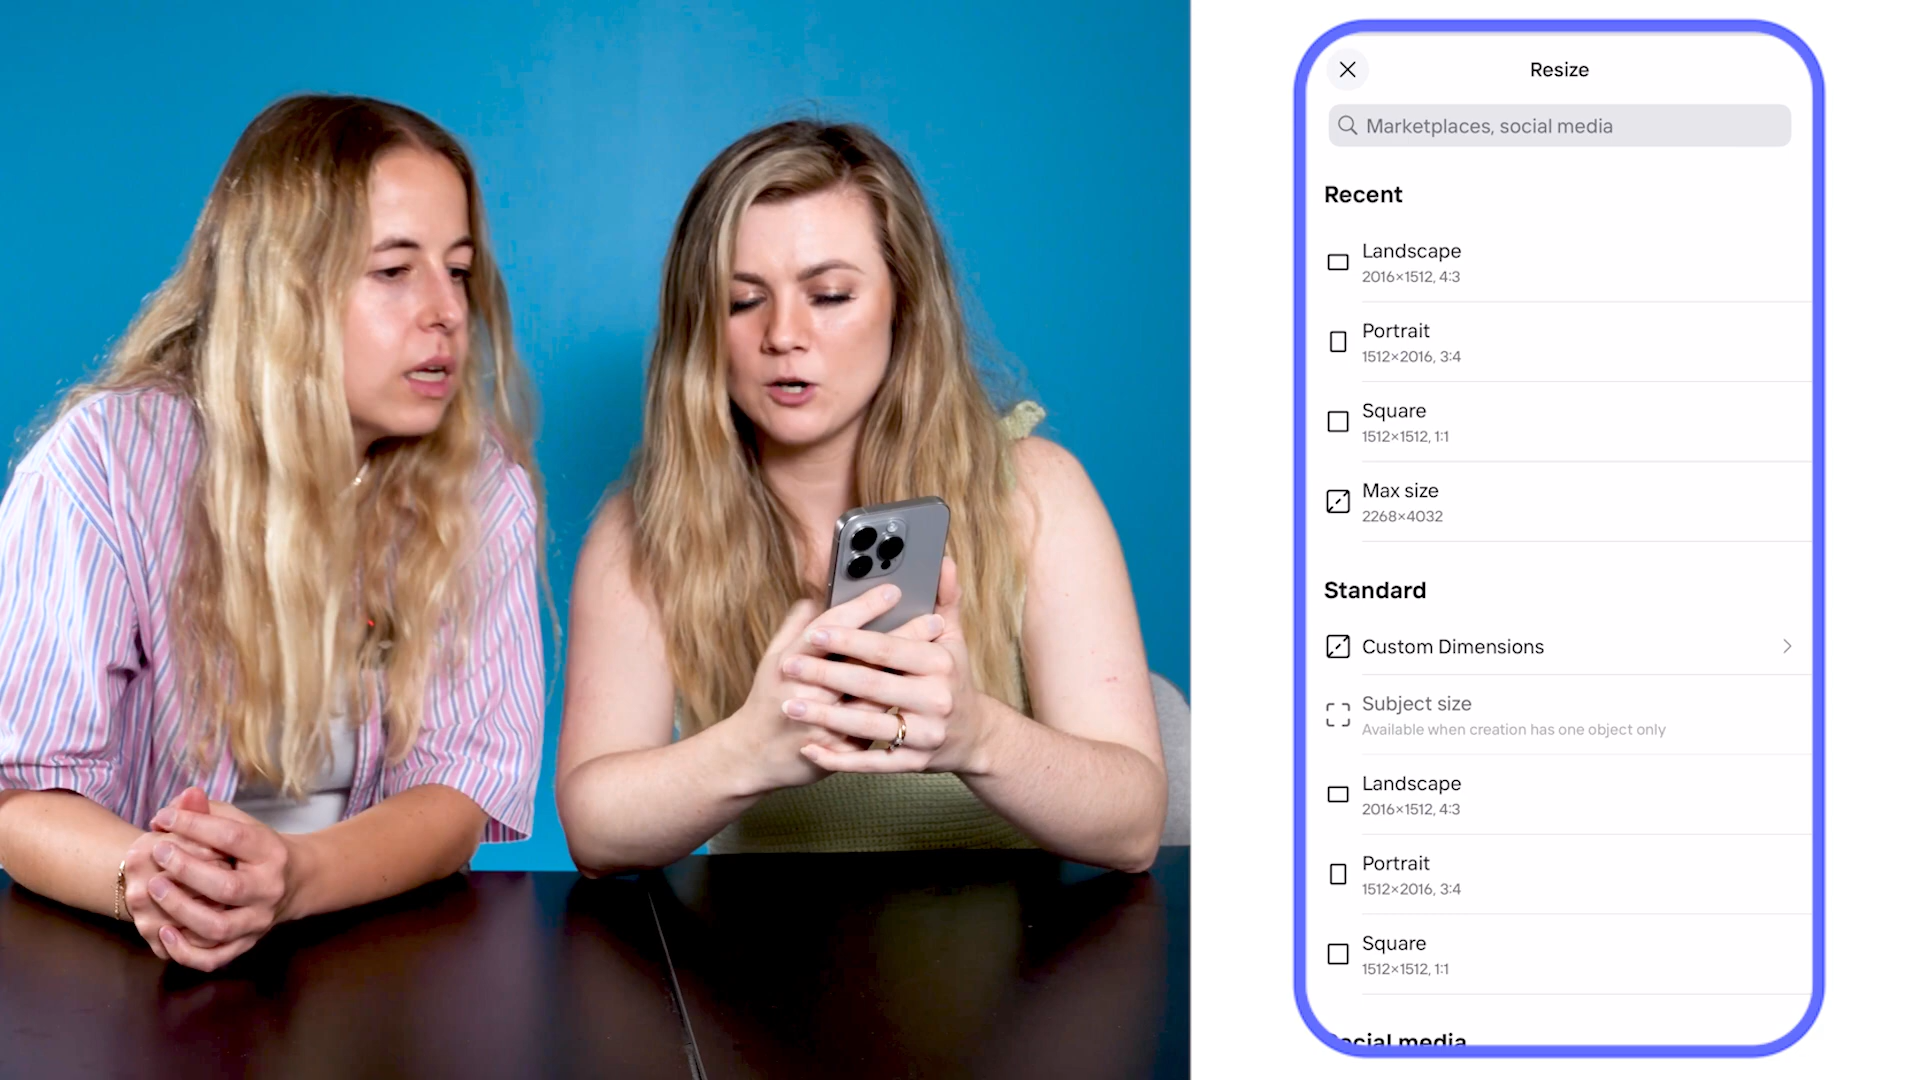 Resize
Marketplaces, social media
Recent
Landscape
2016×1512, 4:3
Portrait
1512×2016, 3:4
Square
1512×1512, 1:1
Max size
2268×4032
Standard
Custom Dimensions
Subject size
Available when creation has one object only
Landscape
2016×1512, 4:3
Portrait
1512×2016, 3:4
Square
1512×1512, 1:1
Social media